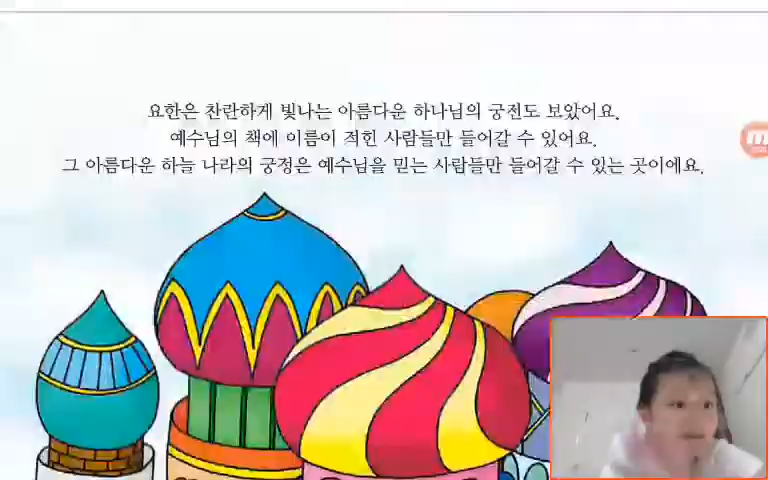 요한은 찬란하게 빛나는 아름다운 하나님의 궁전도 보았어요.
예수님의 책에 이름이 적힌 사람들만 들어갈 수 있어요.
그 아름다운 하늘 나라의 궁정은 예수님을 믿는 사람들만 들어갈 수 있는 곳이에요.